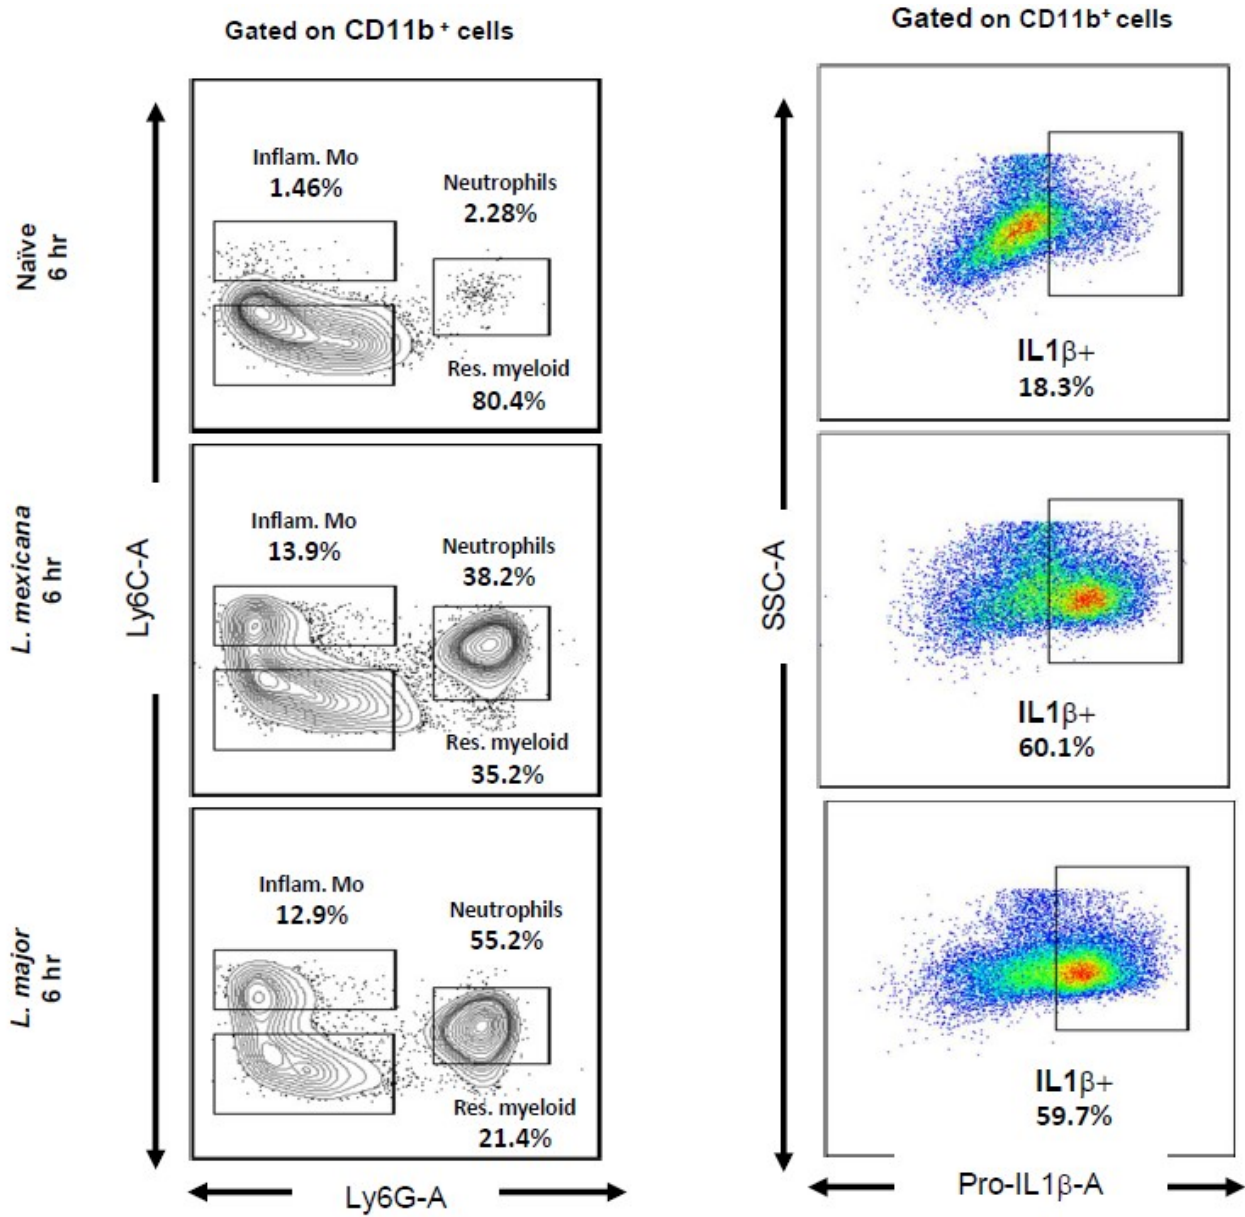 Gated on CD11b + cells
Gated on CD11b+ cells
Naïve
6 hr
Inflam. Mo
1.46%
Neutrophils
2.28%
Res. myeloid
80.4%
IL1β+
18.3%
L. mexicana
6 hr
Ly6C-A
Inflam. Mo
13.9%
Neutrophils
38.2%
Res. myeloid
35.2%
SSC-A
IL1β+
60.1%
L. major
6 hr
Inflam. Mo
12.9%
Neutrophils
55.2%
Res. myeloid
21.4%
IL1β+
59.7%
Ly6G-A
Pro-IL1β-A